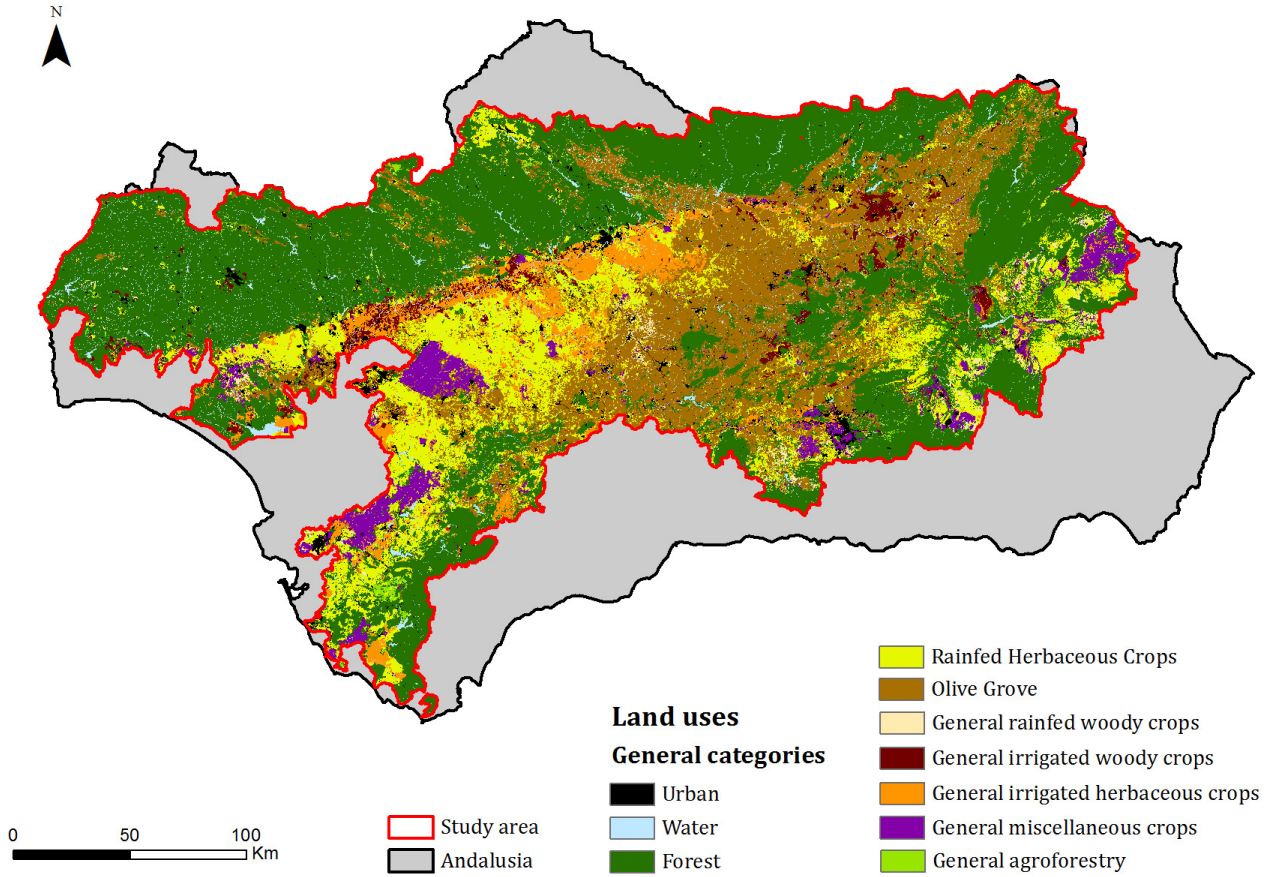 N
Rainfed Herbaceous Crops
Olive Grove
Land uses
General rainfed woody crops
General categories
General irrigated woody crops
Urban
General irrigated herbaceous crops
0 50 100
Km
Study area
Water
General miscellaneous crops
Andalusia
Forest
General agroforestry